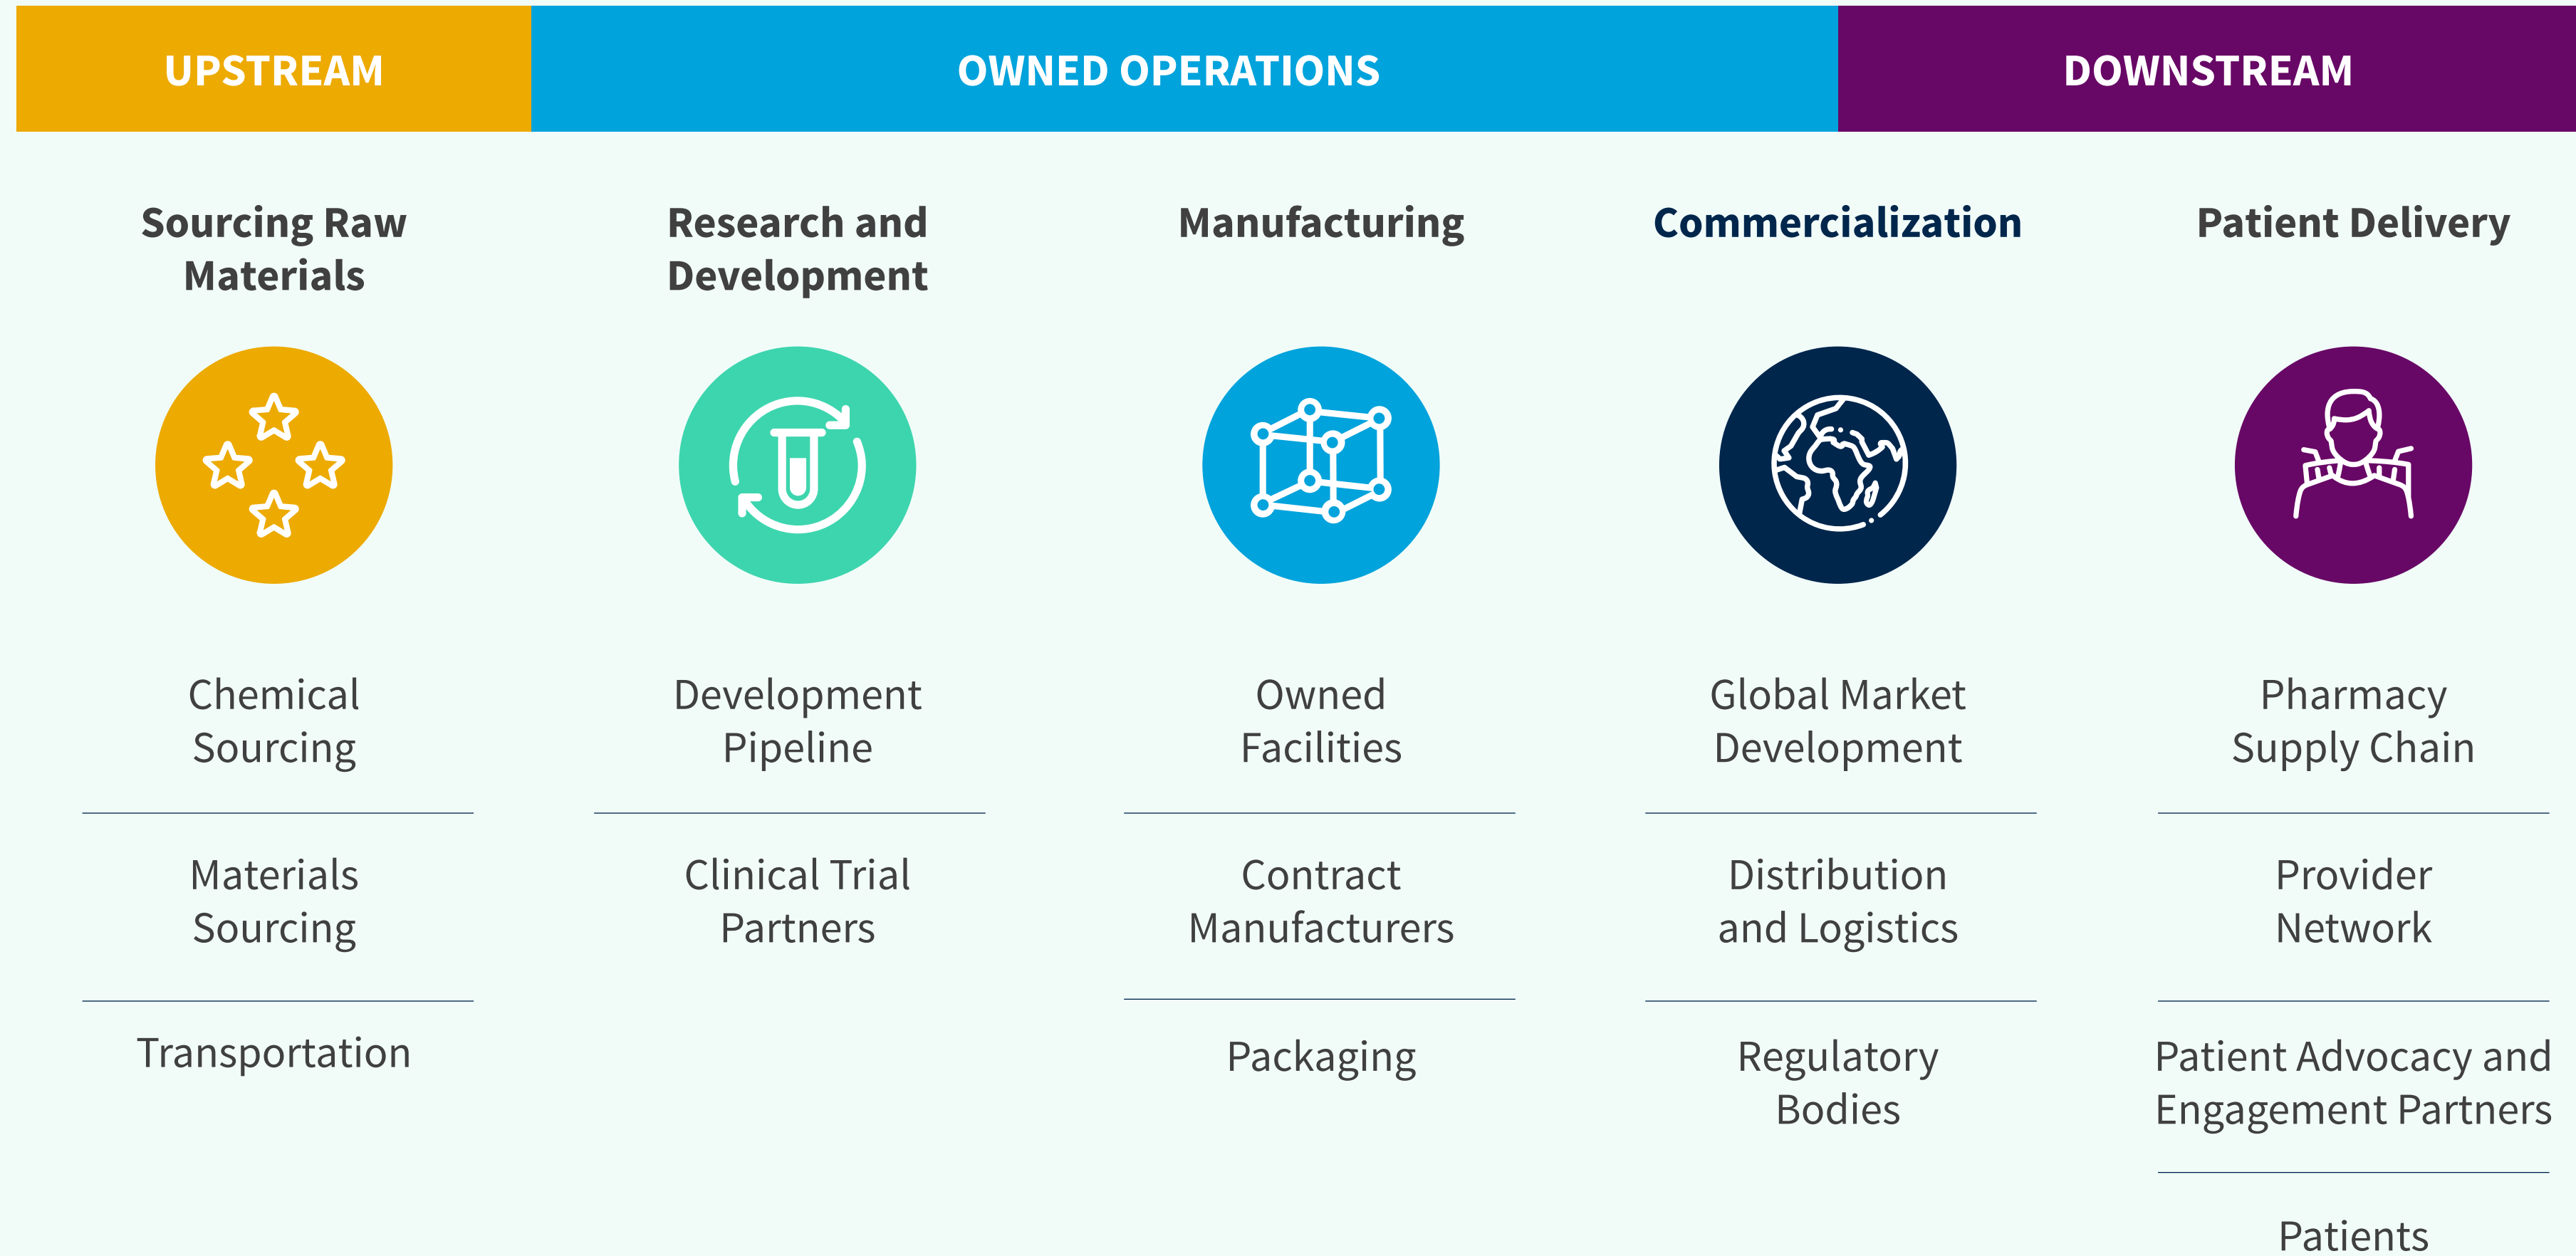 UPSTREAM
OWNED OPERATIONS
DOWNSTREAM
Sourcing Raw
Materials
Chemical
Sourcing
Materials
Sourcing
Transportation
Research and
Development
Development
Pipeline
Clinical Trial
Partners
Manufacturing
Owned
Facilities
Contract
Manufacturers
Packaging
Commercialization
Global Market
Development
Distribution
and Logistics
Regulatory
Bodies
Patient Delivery
Pharmacy
Supply Chain
Provider
Network
Patient Advocacy and
Engagement Partners
Patients